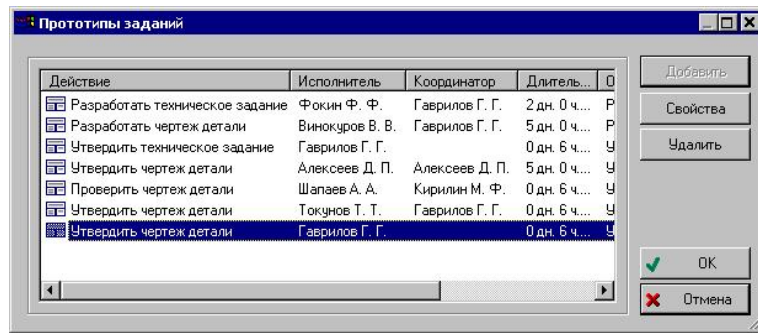 Прототипы заданий
Действие Исполнитель Координатор Длитель... О
Разработать техническое задание Фокин Ф. Ф. Гаврилов Г. Г. 2 дн. 0 ч.... Р
Разработать чертеж детали Винокуров В. В. Гаврилов Г. Г. 5 дн. 0 ч.... Р
Утвердить техническое задание Гаврилов Г. Г. 0 дн. 6 ч.... У
Утвердить чертеж детали Алексеев Д. П. Алексеев Д. П. 5 дн. 0 ч.... У
Проверить чертеж детали Шапаев А. А. Кирилин М. Ф. 0 дн. 6 ч.... У
Утвердить чертеж детали Токунов Т. Т. Гаврилов Г. Г. 0 дн. 6 ч.... У
Утвердить чертеж детали Гаврилов Г. Г. 0 дн. 6 ч.... У
Добавить
Свойства
Удалить
OK
Отмена